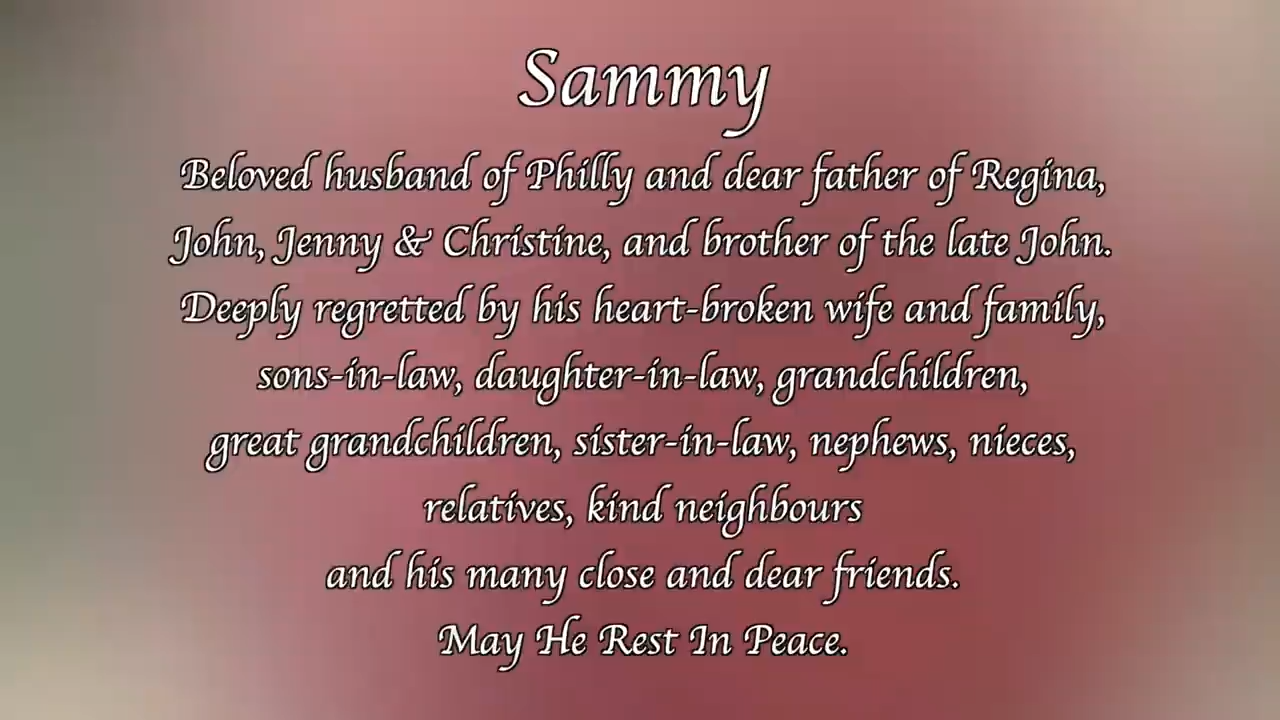 Sammy
Beloved husband of Philly and dear father of Regina,
John, Jenny & Christine, and brother of the late John.
Deeply regretted by his heart-broken wife and family,
sons-in-law, daughter-in-law, grandchildren,
great grandchildren, sister-in-law, nephews, nieces,
relatives, kind neighbours
and his many close and dear friends.
May He Rest In Peace.